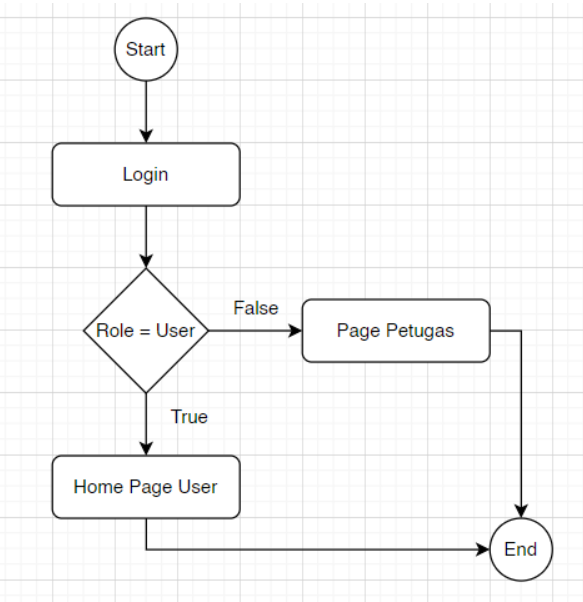 Start
Login
Role = User
False
Page Petugas
True
Home Page User
End